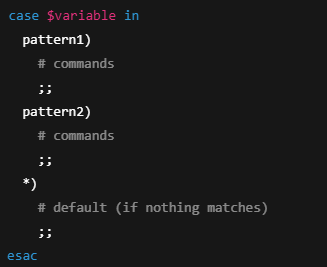 case $variable in
  pattern1)
    # commands
    ;;
  pattern2)
    # commands
    ;;
  *)
    # default (if nothing matches)
    ;;
esac